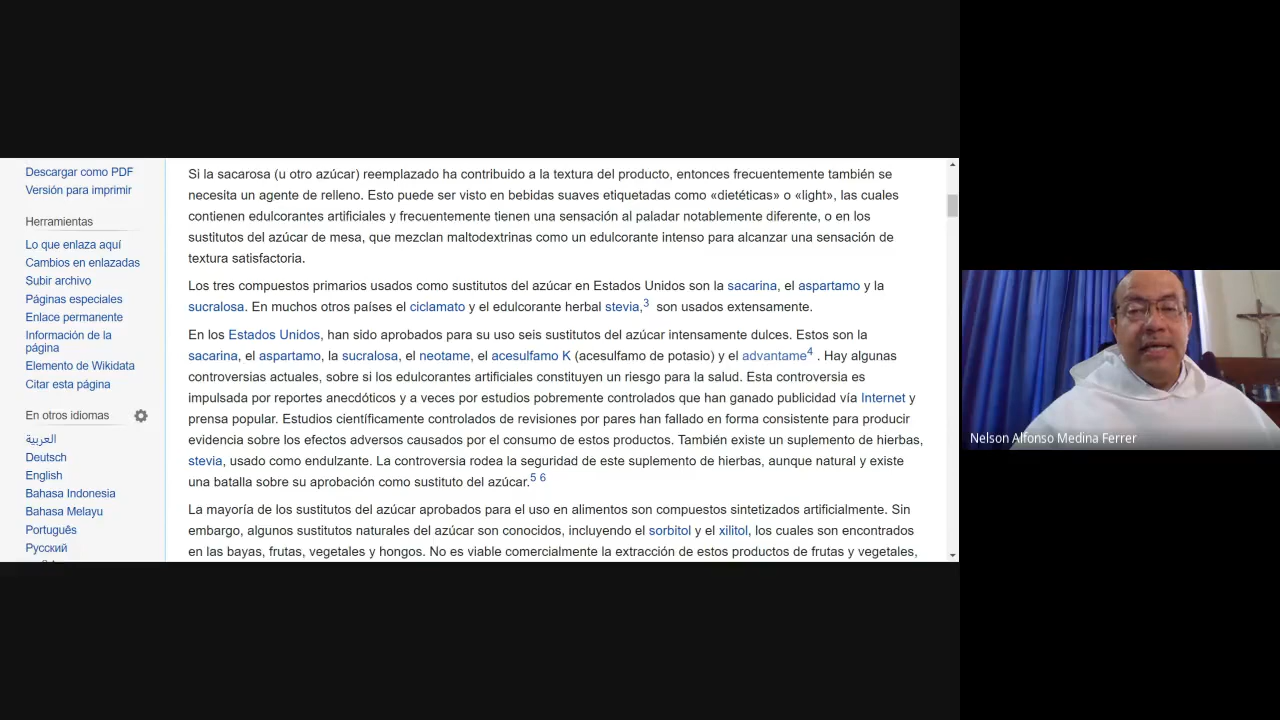 Descargar como PDF
Versión para imprimir
Herramientas
Lo que enlaza aquí
Cambios en enlazadas
Subir archivo
Páginas especiales
Enlace permanente
Información de la
página
Elemento de Wikidata
Citar esta página
En otros idiomas
العربية
Deutsch
English
Bahasa Indonesia
Bahasa Melayu
Português
Русский
Si la sacarosa (u otro azúcar) reemplazado ha contribuido a la textura del producto, entonces frecuentemente también se
necesita un agente de relleno. Esto puede ser visto en bebidas suaves etiquetadas como «dietéticas» o «light», las cuales
contienen edulcorantes artificiales y frecuentemente tienen una sensación al paladar notablemente diferente, o en los
sustitutos del azúcar de mesa, que mezclan maltodextrinas como un edulcorante intenso para alcanzar una sensación de
textura satisfactoria.
Los tres compuestos primarios usados como sustitutos del azúcar en Estados Unidos son la sacarina, el aspartamo y la
sucralosa. En muchos otros países el ciclamato y el edulcorante herbal stevia,3 son usados extensamente.
En los Estados Unidos, han sido aprobados para su uso seis sustitutos del azúcar intensamente dulces. Estos son la
sacarina, el aspartamo, la sucralosa, el neotame, el acesulfamo K (acesulfamo de potasio) y el advantame4 . Hay algunas
controversias actuales, sobre si los edulcorantes artificiales constituyen un riesgo para la salud. Esta controversia es
impulsada por reportes anecdóticos y a veces por estudios pobremente controlados que han ganado publicidad vía Internet y
prensa popular. Estudios científicamente controlados de revisiones por pares han fallado en forma consistente para producir
evidencia sobre los efectos adversos causados por el consumo de estos productos. También existe un suplemento de hierbas,
stevia, usado como endulzante. La controversia rodea la seguridad de este suplemento de hierbas, aunque natural y existe
una batalla sobre su aprobación como sustituto del azúcar.5 6
La mayoría de los sustitutos del azúcar aprobados para el uso en alimentos son compuestos sintetizados artificialmente. Sin
embargo, algunos sustitutos naturales del azúcar son conocidos, incluyendo el sorbitol y el xilitol, los cuales son encontrados
en las bayas, frutas, vegetales y hongos. No es viable comercialmente la extracción de estos productos de frutas y vegetales,
Nelson Alfonso Medina Ferrer